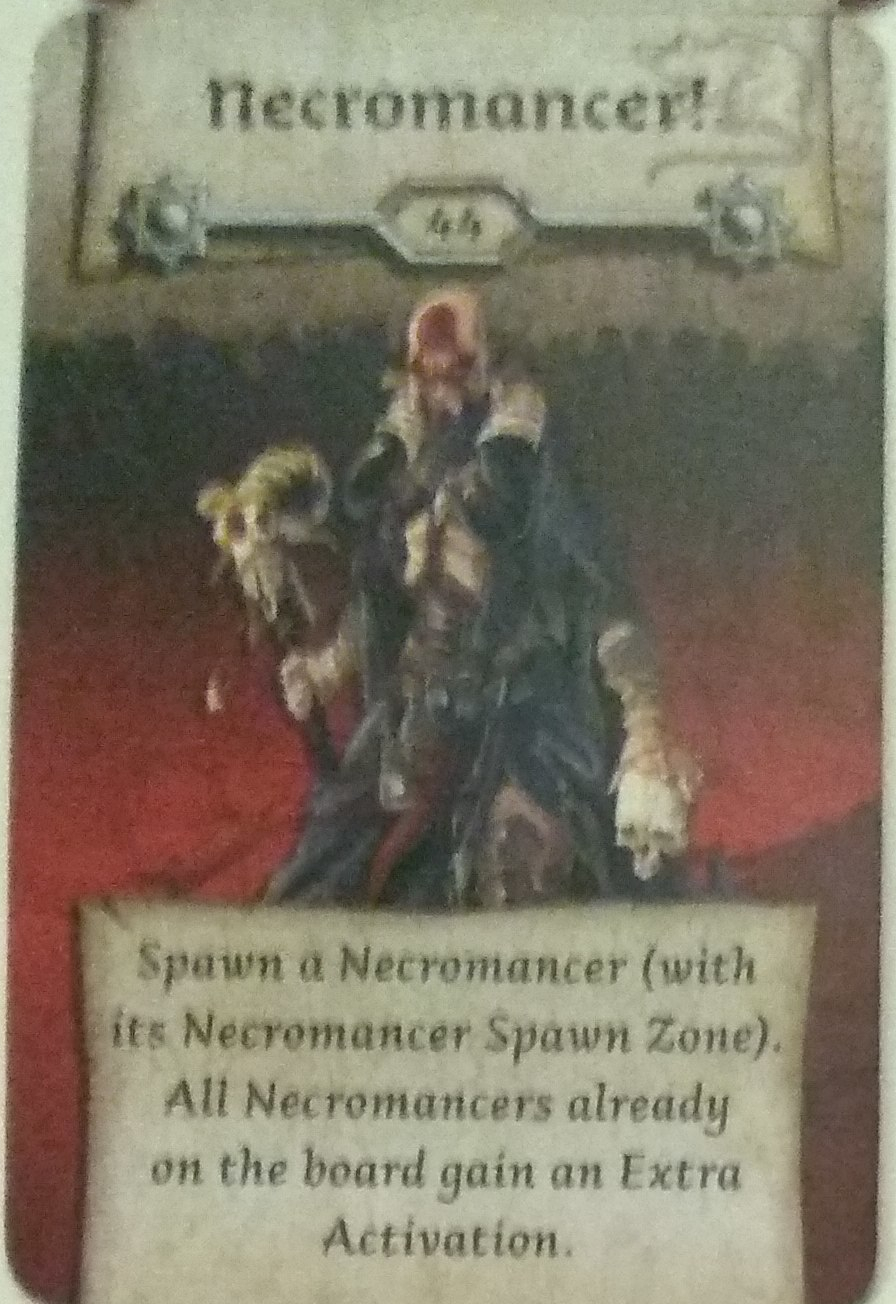 Necromancer!
44
Spawn a Necromancer (with
its Necromancer Spawn Zone).
All Necromancers already
on the board gain an Extra
Activation.